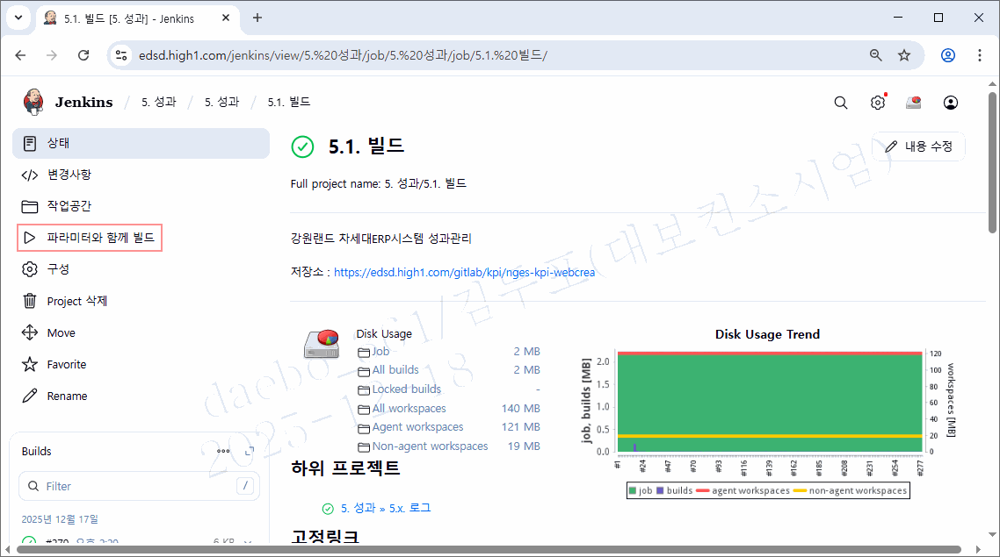 5.1. 빌드 [5. 성과] - Jenkins
edsd.high1.com/jenkins/view/5.%20성과/job/5.%20성과/job/5.1.%20빌드/
Jenkins / 5. 성과 / 5. 성과 / 5.1. 빌드
상태
변경사항
작업공간
파라미터와 함께 빌드
구성
Project 삭제
Move
Favorite
Rename
Builds
Filter /
2025년 12월 17일
#279 오후 2:20 6 KB
5.1. 빌드
내용 수정
Full project name: 5. 성과/5.1. 빌드
강원랜드 차세대ERP시스템 성과관리
저장소 : https://edsd.high1.com/gitlab/kpi/nges-kpi-webcrea
Disk Usage
Job 2 MB
All builds 2 MB
Locked builds -
All workspaces 140 MB
Agent workspaces 121 MB
Non-agent workspaces 19 MB
Disk Usage Trend
job, builds [MB]
2.0
1.5
1.0
0.5
0.0
workspaces [MB]
120
100
80
60
40
20
0
#1 #24 #47 #70 #93 #116 #139 #162 #185 #208 #231 #254 #277
job builds agent workspaces non-agent workspaces
하위 프로젝트
5. 성과 » 5.x. 로그
고정링크
2025-12-18